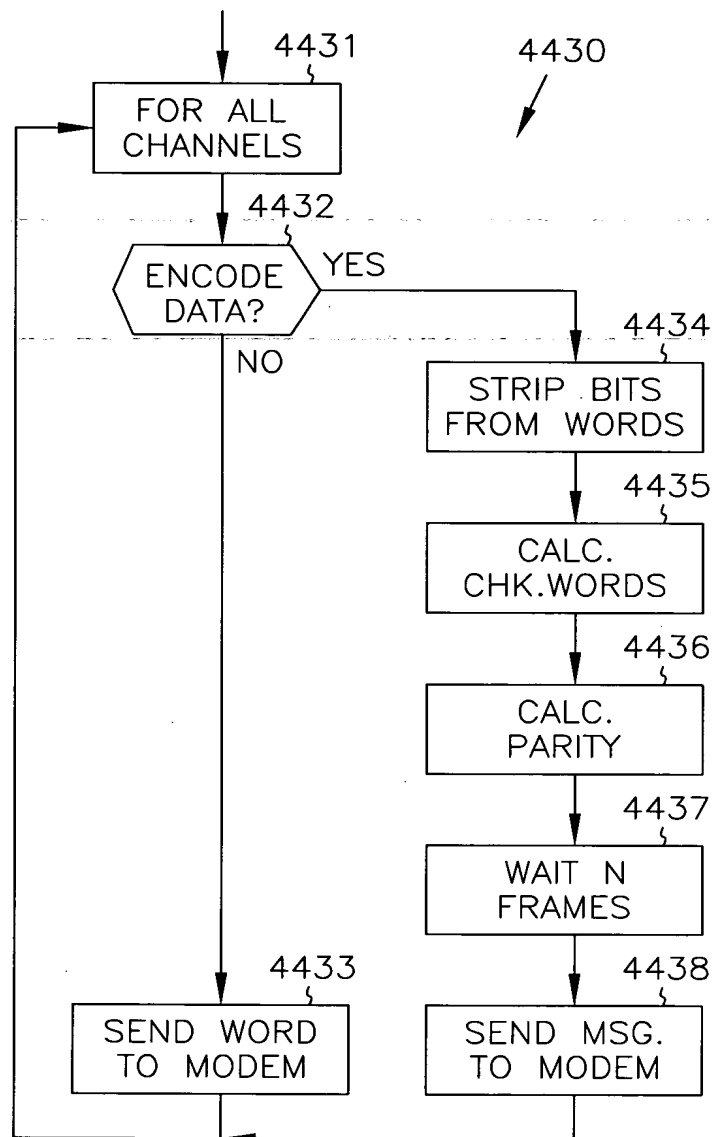 4431
4430
FOR ALL
CHANNELS
4432
ENCODE
DATA?
YES
NO
4434
STRIP BITS
FROM WORDS
4435
CALC.
CHK.WORDS
4436
CALC.
PARITY
4437
WAIT N
FRAMES
4433
SEND WORD
TO MODEM
4438
SEND MSG.
TO MODEM